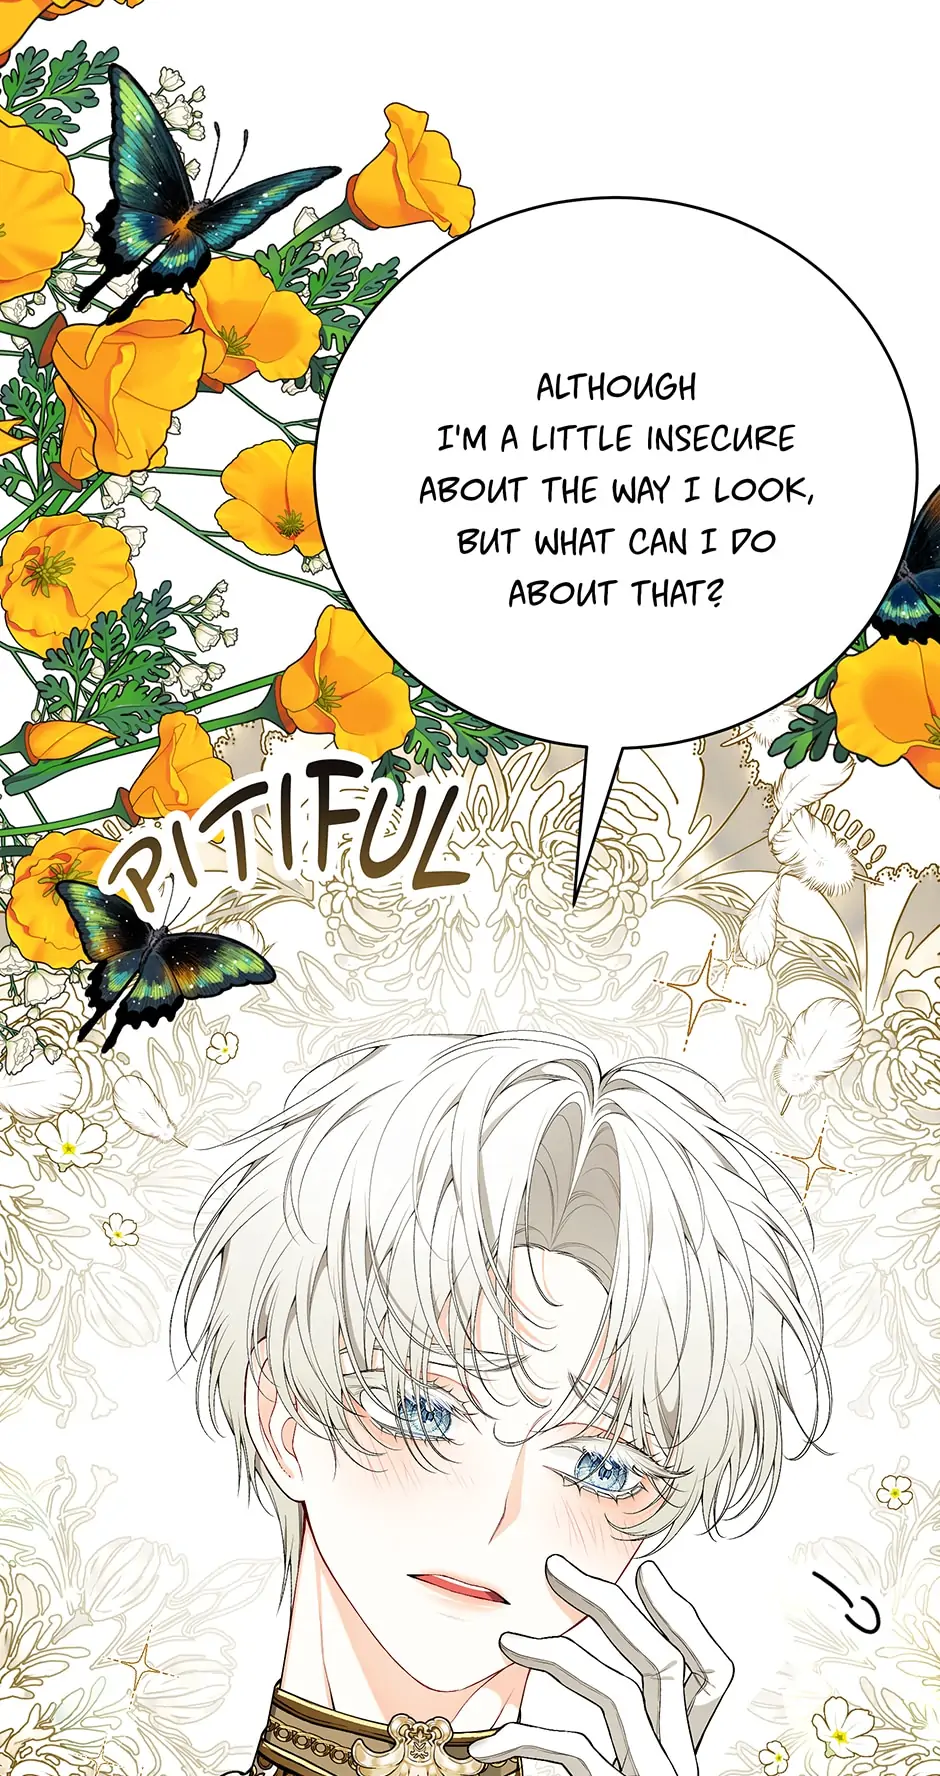 ALTHOUGH
I'M A LITTLE INSECURE
ABOUT THE WAY I LOOK,
BUT WHAT CAN I DO
ABOUT THAT?
PITIFUL